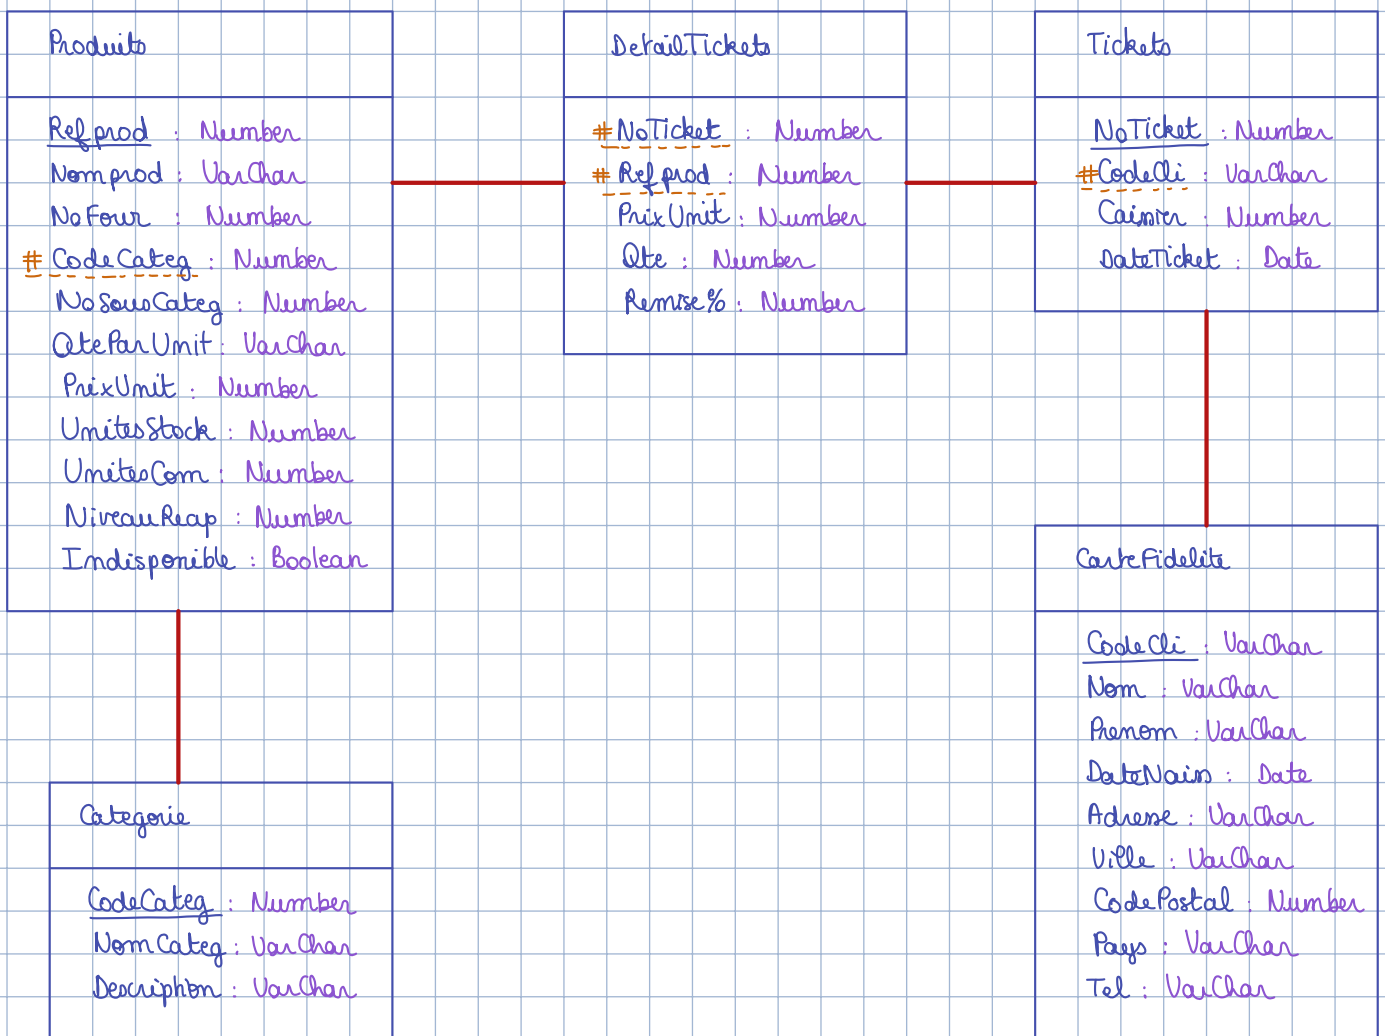 Produits
Refprod : Number
Nomprod : VarChar
NoFour : Number
# CodeCateg : Number
NoSousCateg : Number
QteParUnit : VarChar
PrixUnit : Number
UnitesStock : Number
UnitesCom : Number
NiveauReap : Number
Indisponible : Boolean
DetailTickets
# NoTicket : Number
# Refprod : Number
PrixUnit : Number
Qte : Number
Remise% : Number
Tickets
NoTicket : Number
# CodeCli : VarChar
Caissier : Number
DateTicket : Date
Categorie
CodeCateg : Number
NomCateg : VarChar
Description : VarChar
CarteFidelite
CodeCli : VarChar
Nom : VarChar
Prenom : VarChar
DateNaiss : Date
Adresse : VarChar
Ville : VarChar
CodePostal : Number
Pays : VarChar
Tel : VarChar